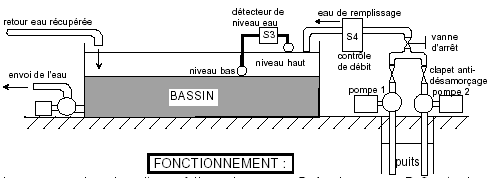 retour eau récupérée
détecteur de
niveau eau
S3
eau de remplissage
S4
vanne
d'arrêt
niveau haut
contrôle
de débit
niveau bas
envoi de l'eau
clapet anti-
désamorçage
pompe 1
pompe 2
BASSIN
puits
FONCTIONNEMENT :